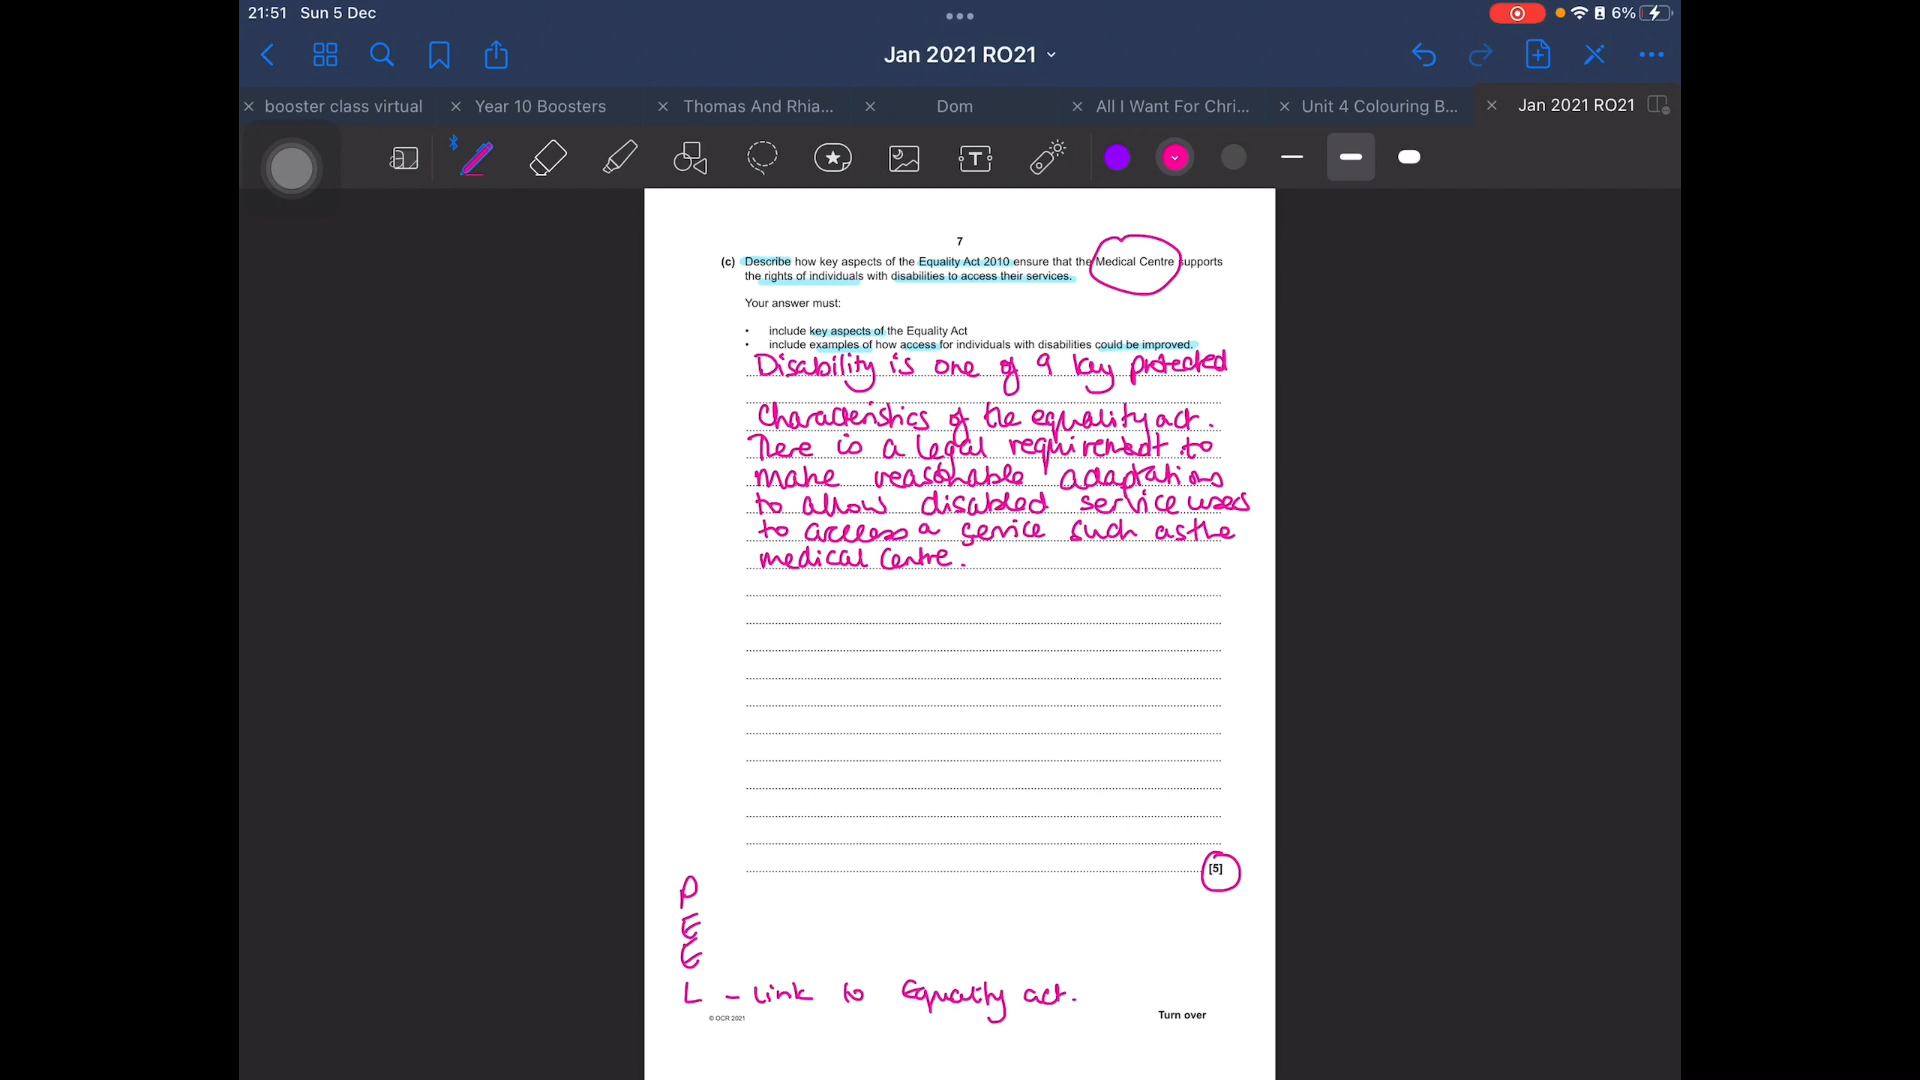 21:51 Sun 5 Dec
6%
Jan 2021 RO21
booster class virtual
Year 10 Boosters
Thomas And Rhia...
Dom
All I Want For Chri...
Unit 4 Colouring B...
Jan 2021 RO21
7
(c) Describe how key aspects of the Equality Act 2010 ensure that the Medical Centre supports
the rights of individuals with disabilities to access their services.
Your answer must:
• include key aspects of the Equality Act
• include examples of how access for individuals with disabilities could be improved.
Disability is one of 9 key protected
characteristics of the equality act.
There is a legal requirement to
make reasonable adaptations
to allow disabled service users
to access a service such as the
medical centre.
[5]
P
E
E
L - link to Equality act.
© OCR 2021
Turn over